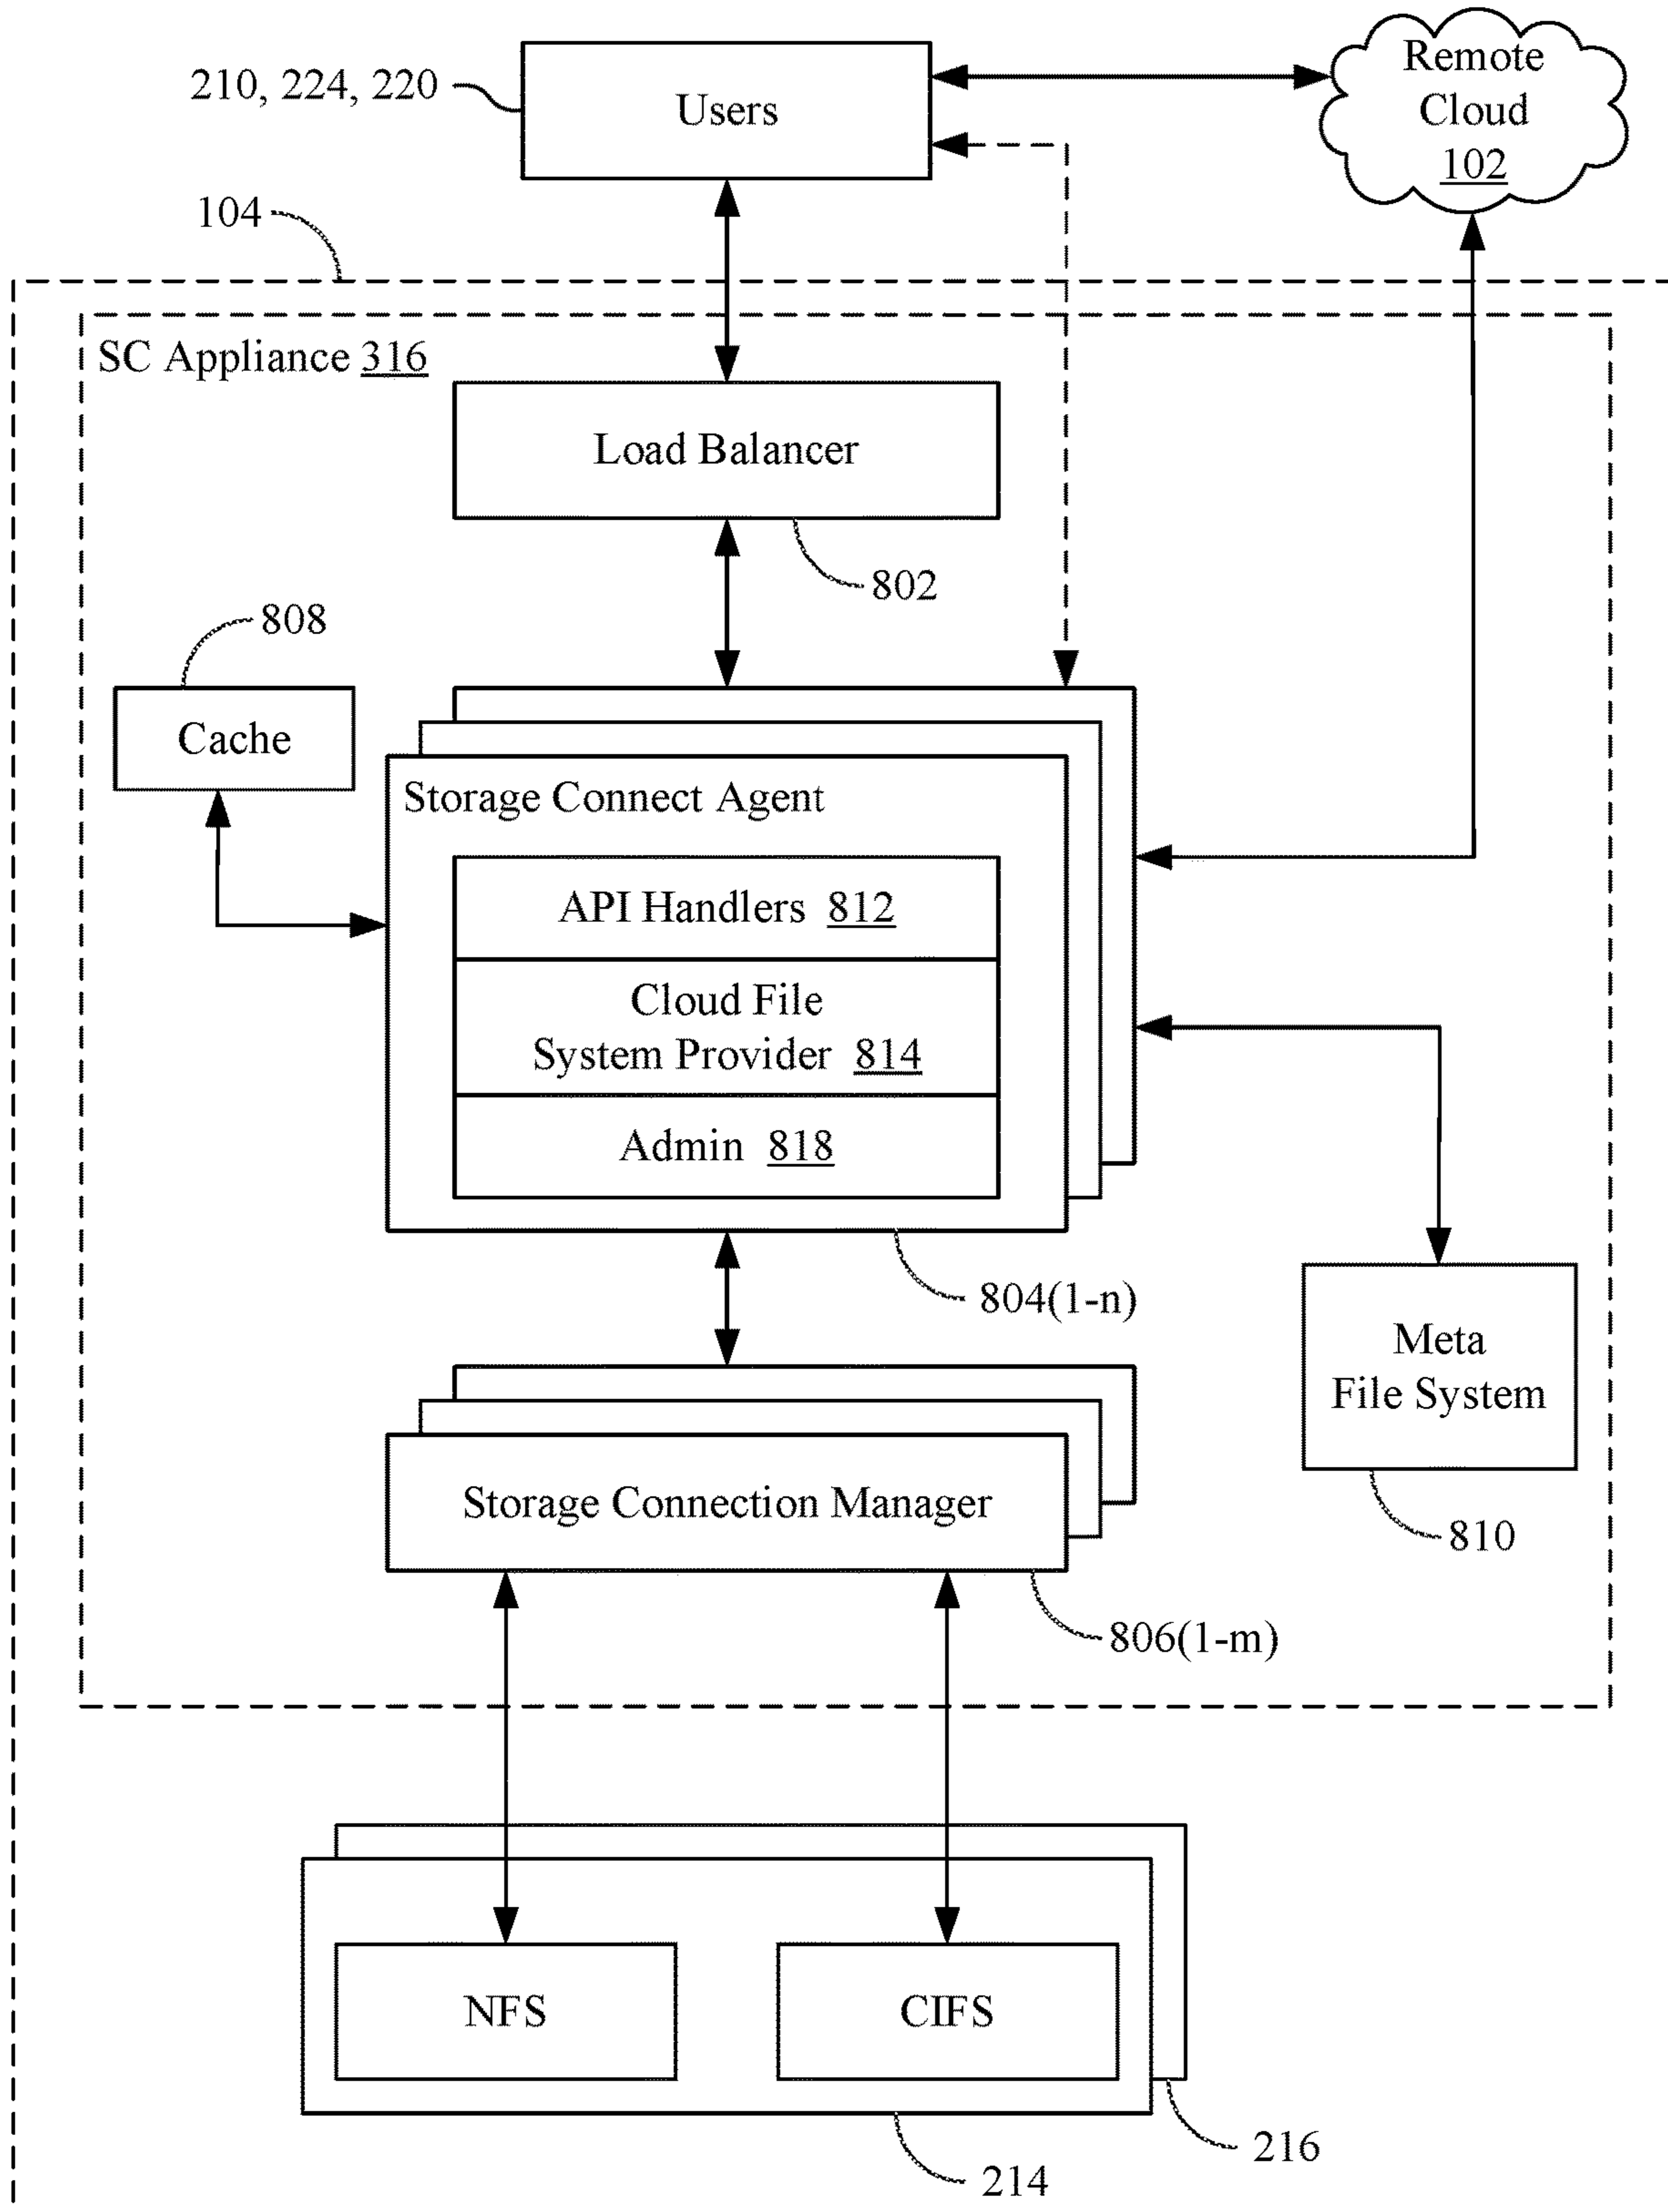 210, 224, 220
Users
Remote
Cloud
102
104
SC Appliance 316
Load Balancer
802
808
Cache
Storage Connect Agent
API Handlers 812
Cloud File
System Provider 814
Admin 818
804(1-n)
Meta
File System
810
Storage Connection Manager
806(1-m)
NFS
CIFS
216
214